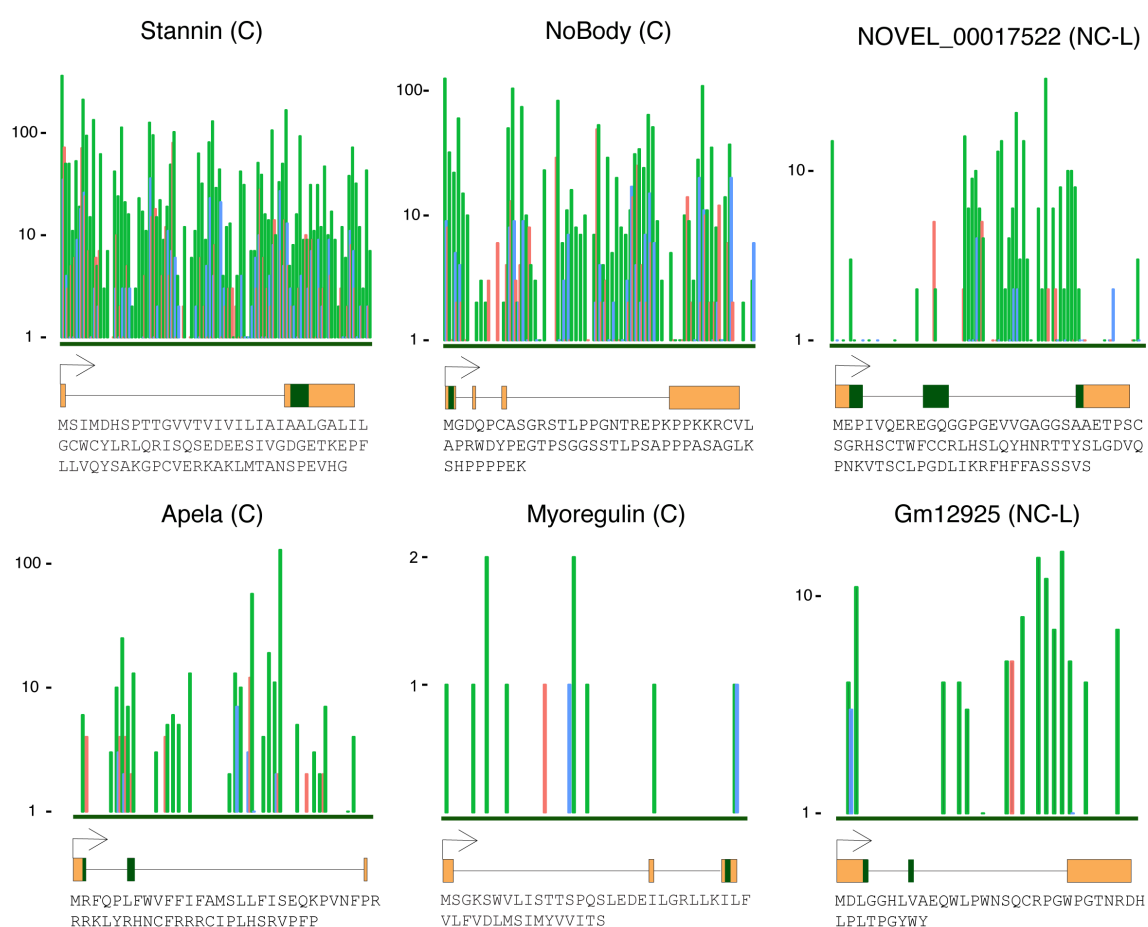 Stannin (C)
100-
10-
1-
MSIMDHSPTTGVVTVIVILIAIAALGALIL
GCWCYLRLQRISQSEDEESIVGDGETKEPF
LLVQYSAKGPCVERKAKLMTANSPEVHG
NoBody (C)
100-
10-
1-
MGDQPCASGRSTLPPGNTREPKPPKKRCVL
APRWDYPEGTPSGGSSTLPSAPPPASAGLK
SHPPPPEK
NOVEL_00017522 (NC-L)
10-
1-
MEPIVQEREGQGGPGEVVGAGGSAAETPSC
SGRHSCTWFCCRLHSLQYHNRTTYSLGDVQ
PNKVTSCLPGDLIKRFHFFASSSVS
Apela (C)
100-
10-
1-
MRFQPLFWVFFIFAMSLLFISEQKPVNFPR
RRKLYRHNCFRRRCIPLHSRVPFP
Myoregulin (C)
2-
1-
MSGKSWVLISTTSPQSLEDEILGRLLKILF
VLFVDLMSIMYVVITS
Gm12925 (NC-L)
10-
1-
MDLGGHLVAEQWLPWNSQCRPGWPGTNRDH
LPLTPGYWY